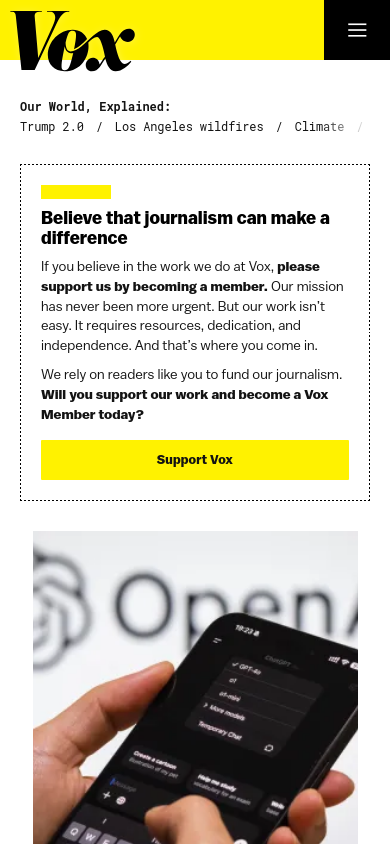 Vox
Our World, Explained:
Trump 2.0 / Los Angeles wildfires / Climate /
Believe that journalism can make a
difference
If you believe in the work we do at Vox, please
support us by becoming a member. Our mission
has never been more urgent. But our work isn't
easy. It requires resources, dedication, and
independence. And that's where you come in.
We rely on readers like you to fund our journalism.
Will you support our work and become a Vox
Member today?
Support Vox
OpenA
19:23
ChatGPT
GPT-4o
o1
o1-mini
More models
Temporary Chat
Create a cartoon
illustration of my pet
Help me study
vocabulary for an exam
Message
Q W E